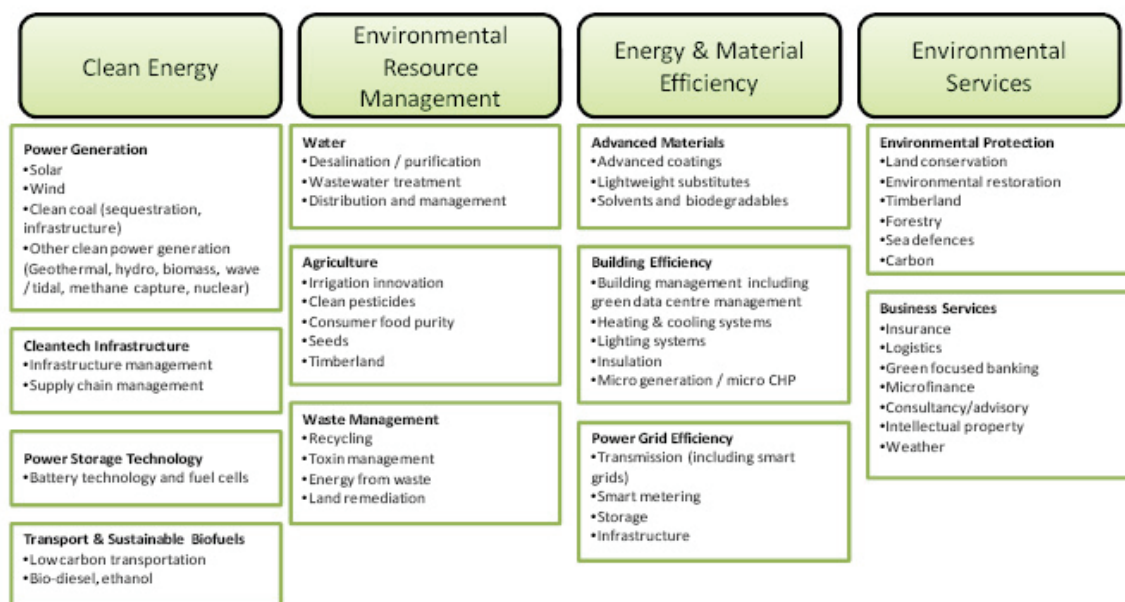 Clean Energy
Power Generation
•Solar
•Wind
•Clean coal (sequestration,
infrastructure)
•Other clean power generation
(Geothermal, hydro, biomass, wave
/ tidal, methane capture, nuclear)
Cleantech Infrastructure
•Infrastructure management
•Supply chain management
Power Storage Technology
•Battery technology and fuel cells
Transport & Sustainable Biofuels
•Low carbon transportation
•Bio-diesel, ethanol
Environmental
Resource
Management
Water
•Desalination / purification
•Wastewater treatment
•Distribution and management
Agriculture
•Irrigation innovation
•Clean pesticides
•Consumer food purity
•Seeds
•Timberland
Waste Management
•Recycling
•Toxin management
•Energy from waste
•Land remediation
Energy & Material
Efficiency
Advanced Materials
•Advanced coatings
•Lightweight substitutes
•Solvents and biodegradables
Building Efficiency
•Building management including
green data centre management
•Heating & cooling systems
•Lighting systems
•Insulation
•Micro generation / micro CHP
Power Grid Efficiency
•Transmission (including smart
grids)
•Smart metering
•Storage
•Infrastructure
Environmental
Services
Environmental Protection
•Land conservation
•Environmental restoration
•Timberland
•Forestry
•Sea defences
•Carbon
Business Services
•Insurance
•Logistics
•Green focused banking
•Microfinance
•Consultancy/advisory
•Intellectual property
•Weather